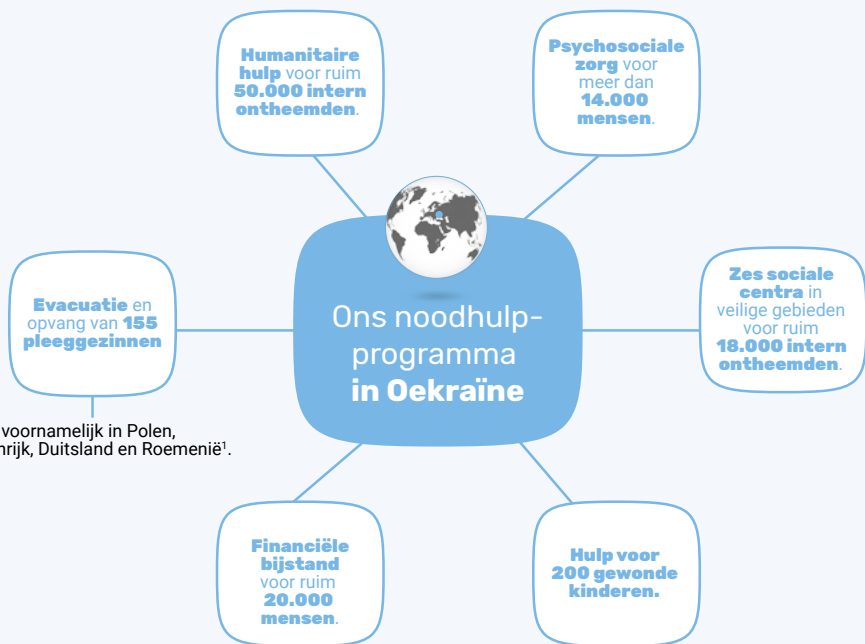 Humanitaire
hulp voor ruim
50.000 intern
ontheemden.
Psychosociale
zorg voor
meer dan
14.000
mensen.
Evacuatie en
opvang van 155
pleeggezinnen
voornamelijk in Polen,
Duitsland en Roemenië¹.
Ons noodhulp-
programma
in Oekraïne
Zes sociale
centra in
veilige gebieden
voor ruim
18.000 intern
ontheemden.
Financiële
bijstand
voor ruim
20.000
mensen.
Hulp voor
200 gewonde
kinderen.